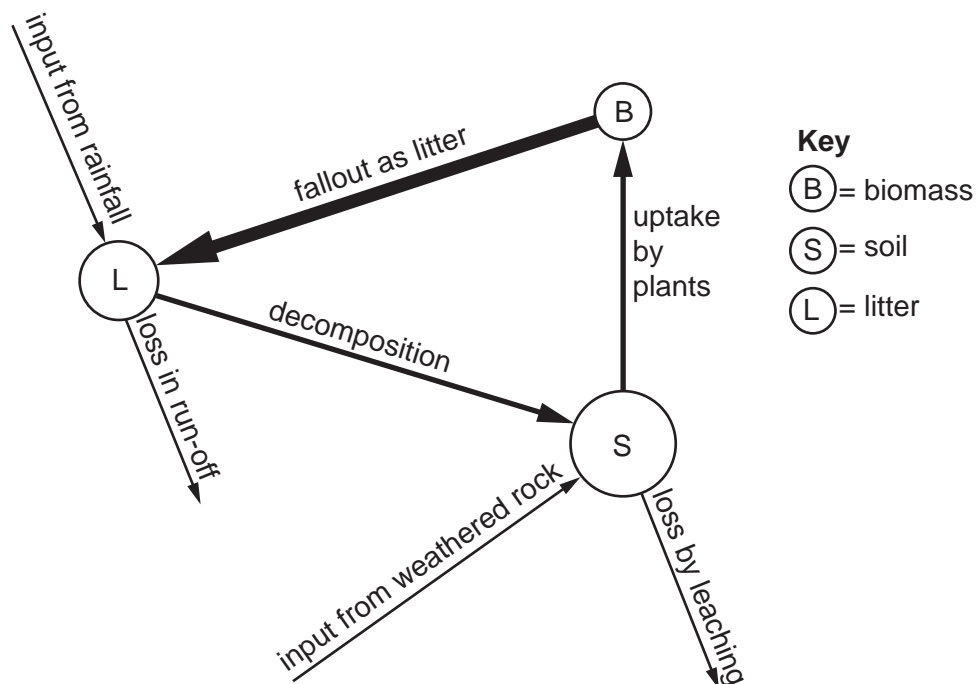 input from rainfall
B
fallout as litter
uptake
by
plants
L
decomposition
loss in run-off
S
input from weathered rock
loss by leaching
Key
B = biomass
S = soil
L = litter